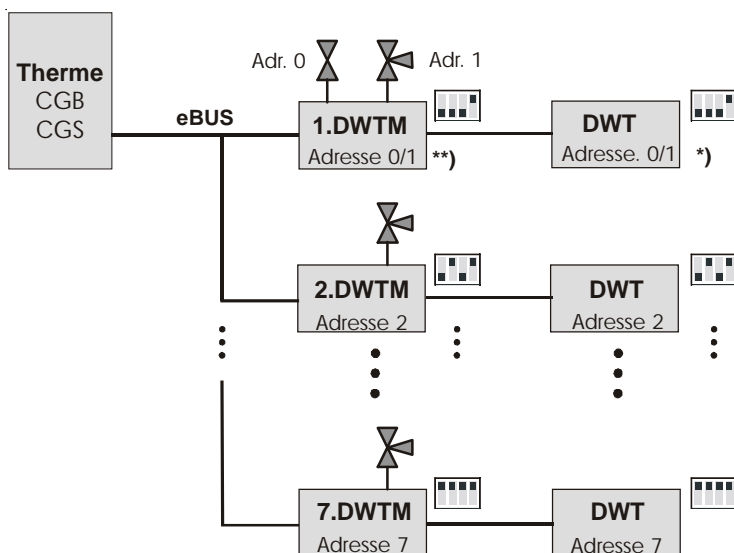 Therme
CGB
CGS
eBUS
Adr. 0
Adr. 1
1.DWTM
Adresse 0/1
**)
DWT
Adresse. 0/1
*)
2.DWTM
Adresse 2
DWT
Adresse 2
7.DWTM
Adresse 7
DWT
Adresse 7